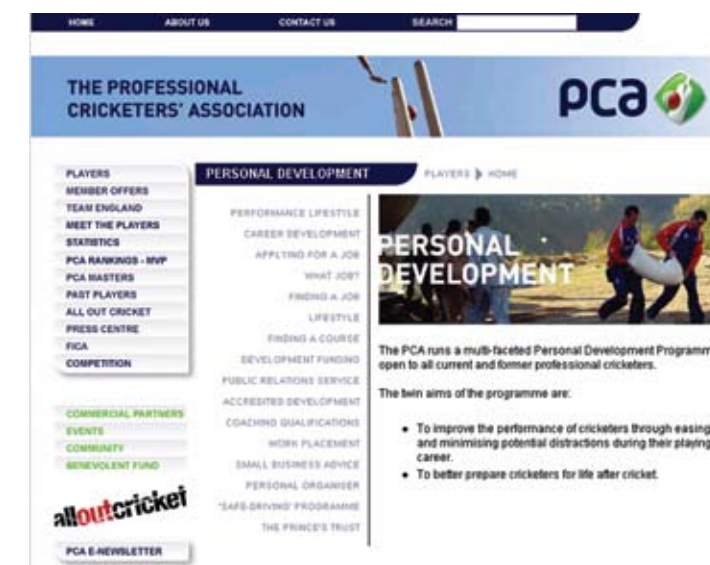 HOME ABOUT US CONTACT US SEARCH
THE PROFESSIONAL
CRICKETERS' ASSOCIATION
pca
PLAYERS
MEMBER OFFERS
TEAM ENGLAND
MEET THE PLAYERS
STATISTICS
PCA RANKINGS - MVP
PCA MASTERS
PAST PLAYERS
ALL OUT CRICKET
PRESS CENTRE
FICA
COMPETITION
COMMERCIAL PARTNERS
EVENTS
COMMUNITY
BENEVOLENT FUND
alloutcricket
PCA E-NEWSLETTER
PERSONAL DEVELOPMENT
PERFORMANCE LIFESTYLE
CAREER DEVELOPMENT
APPLYING FOR A JOB
WHAT JOB?
FINDING A JOB
LIFESTYLE
FINDING A COURSE
DEVELOPMENT FUNDING
PUBLIC RELATIONS SERVICE
ACCREDITED DEVELOPMENT
COACHING QUALIFICATIONS
WORK PLACEMENT
SMALL BUSINESS ADVICE
PERSONAL ORGANISER
'SAFE-DRIVING' PROGRAMME
THE PRINCE'S TRUST
PLAYERS HOME
PERSONAL
DEVELOPMENT
The PCA runs a multi-faceted Personal Development Programm
open to all current and former professional cricketers.
The twin aims of the programme are:
• To improve the performance of cricketers through easing
and minimising potential distractions during their playing
career.
• To better prepare cricketers for life after cricket.